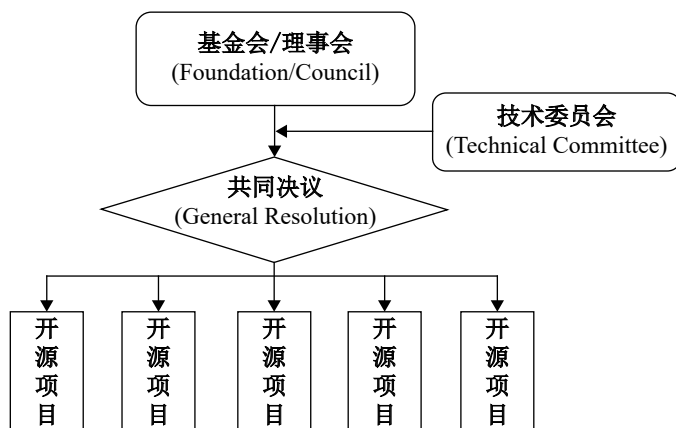 基金会/理事会
(Foundation/Council)
技术委员会
(Technical Committee)
共同决议
(General Resolution)
开源项目
开源项目
开源项目
开源项目
开源项目